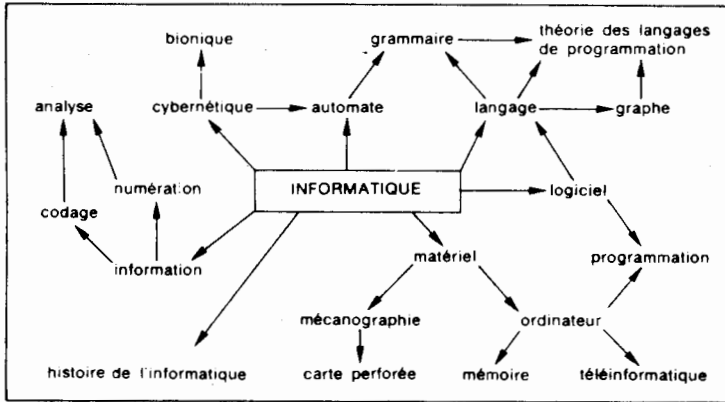 bionique
grammaire
théorie des langages
de programmation
analyse
cybernétique
automate
langage
graphe
numération
INFORMATIQUE
logiciel
codage
information
matériel
programmation
mécanographie
ordinateur
histoire de l'informatique
carte perforée
mémoire
téléinformatique